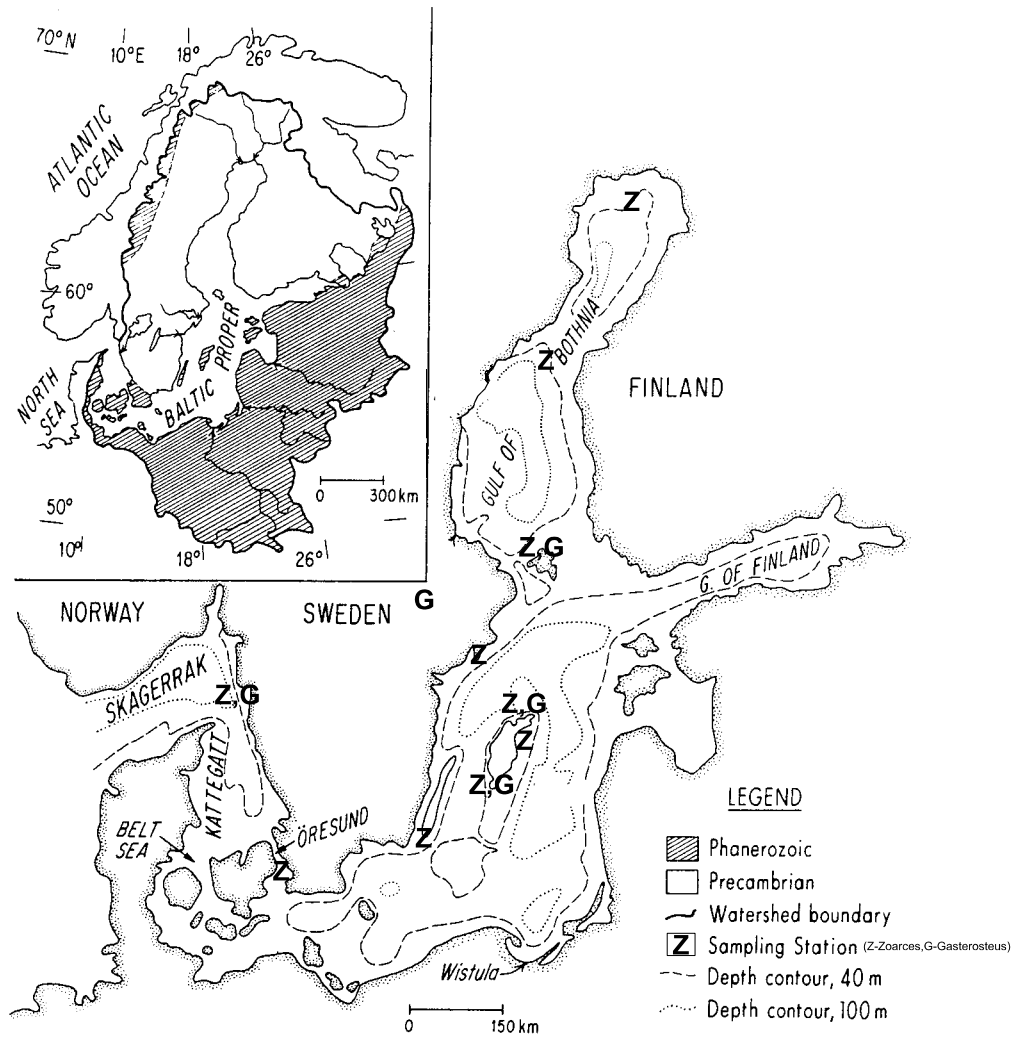 70°N
10°E
18°
26°
ATLANTIC
OCEAN
60°
NORTH
SEA
BALTIC PROPER
0 300 km
50°
10°
18°
26°
NORWAY
SWEDEN
G
FINLAND
Z
Z
BOTHNIA
GULF OF
Z,G
G. OF FINLAND
Z
SKAGERRAK
Z,G
Z,G
Z
Z,G
KATTEGATT
BELT
SEA
ÖRESUND
Z
Z
Wistula
0 150 km
LEGEND
Phanerozoic
Precambrian
Watershed boundary
Z Sampling Station (Z-Zoarces,G-Gasterosteus)
Depth contour, 40 m
Depth contour, 100 m